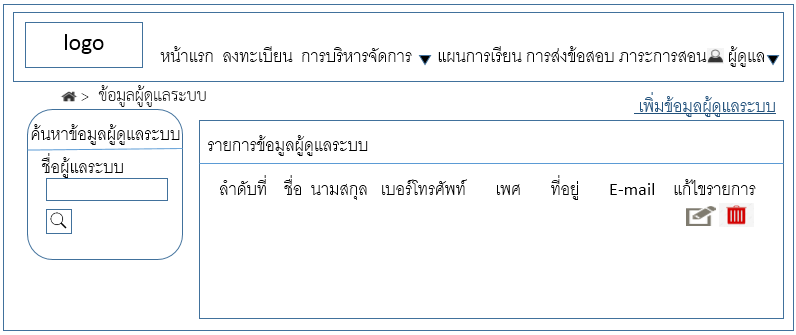 logo
หน้าแรก ลงทะเบียน การบริหารจัดการ แผนการเรียน การส่งข้อสอบ ภาระการสอน ผู้ดูแล
> ข้อมูลผู้ดูแลระบบ
เพิ่มข้อมูลผู้ดูแลระบบ
ค้นหาข้อมูลผู้ดูแลระบบ
ชื่อผู้แลระบบ
รายการข้อมูลผู้ดูแลระบบ
ลำดับที่ ชื่อ นามสกุล เบอร์โทรศัพท์ เพศ ที่อยู่ E-mail แก้ไขรายการ